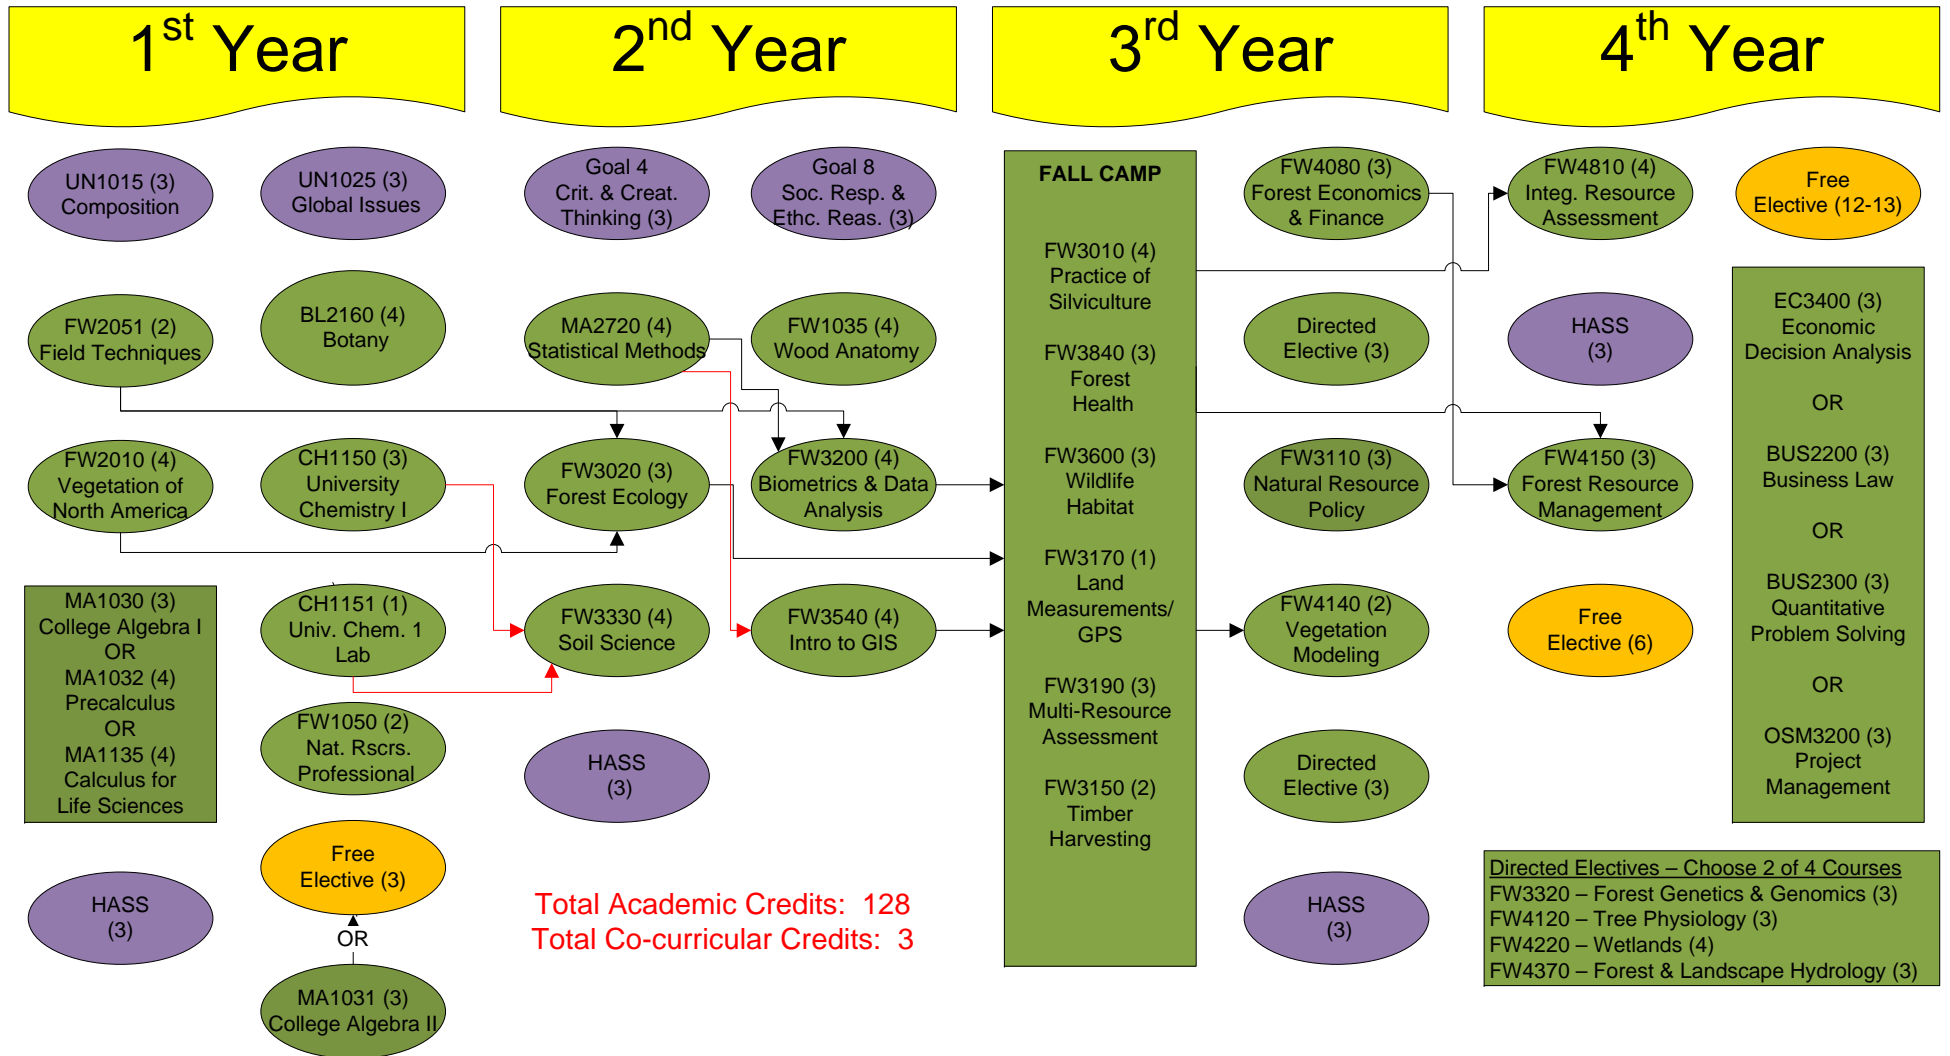 1st Year
2nd Year
3rd Year
4th Year
UN1015 (3)
Composition
FW2051 (2)
Field Techniques
FW2010 (4)
Vegetation of
North America
MA1030 (3)
College Algebra I
OR
MA1032 (4)
Precalculus
OR
MA1135 (4)
Calculus for
Life Sciences
HASS
(3)
UN1025 (3)
Global Issues
BL2160 (4)
Botany
CH1150 (3)
University
Chemistry I
CH1151 (1)
Univ. Chem. 1
Lab
FW1050 (2)
Nat. Rscrs.
Professional
Free
Elective (3)
OR
MA1031 (3)
College Algebra II
Goal 4
Crit. & Creat.
Thinking (3)
MA2720 (4)
Statistical Methods
FW3020 (3)
Forest Ecology
FW3330 (4)
Soil Science
HASS
(3)
Goal 8
Soc. Resp. &
Ethc. Reas. (3)
FW1035 (4)
Wood Anatomy
FW3200 (4)
Biometrics & Data
Analysis
FW3540 (4)
Intro to GIS
Total Academic Credits: 128
Total Co-curricular Credits: 3
FALL CAMP
FW3010 (4)
Practice of
Silviculture
FW3840 (3)
Forest
Health
FW3600 (3)
Wildlife
Habitat
FW3170 (1)
Land
Measurements/
GPS
FW3190 (3)
Multi-Resource
Assessment
FW3150 (2)
Timber
Harvesting
FW4080 (3)
Forest Economics
& Finance
Directed
Elective (3)
FW3110 (3)
Natural Resource
Policy
FW4140 (2)
Vegetation
Modeling
Directed
Elective (3)
HASS
(3)
FW4810 (4)
Integ. Resource
Assessment
HASS
(3)
FW4150 (3)
Forest Resource
Management
Free
Elective (6)
Free
Elective (12-13)
EC3400 (3)
Economic
Decision Analysis
OR
BUS2200 (3)
Business Law
OR
BUS2300 (3)
Quantitative
Problem Solving
OR
OSM3200 (3)
Project
Management
Directed Electives – Choose 2 of 4 Courses
FW3320 – Forest Genetics & Genomics (3)
FW4120 – Tree Physiology (3)
FW4220 – Wetlands (4)
FW4370 – Forest & Landscape Hydrology (3)